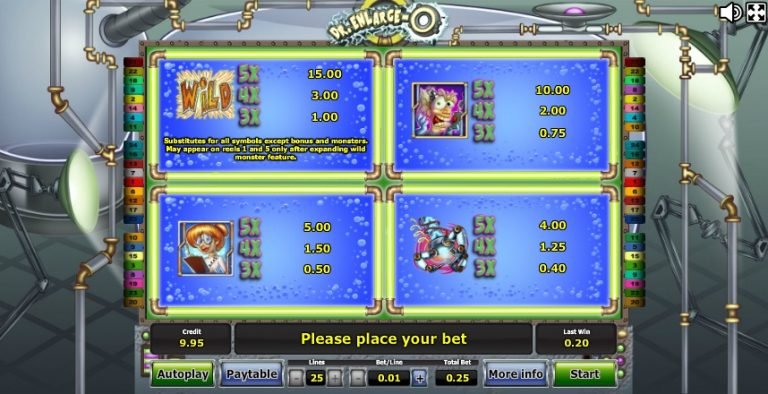 DR. ENLARGE-O
WILD
5X 15.00
4X 3.00
3X 1.00
Substitutes for all symbols except bonus and monsters.
May appear on reels 1 and 5 only after expanding wild
monster feature.
5X 10.00
4X 2.00
3X 0.75
5X 5.00
4X 1.50
3X 0.50
5X 4.00
4X 1.25
3X 0.40
Credit
9.95
Please place your bet
Last Win
0.20
Autoplay
Paytable
Lines
- 25 +
Bet/Line
- 0.01 +
Total Bet
0.25
More info
Start